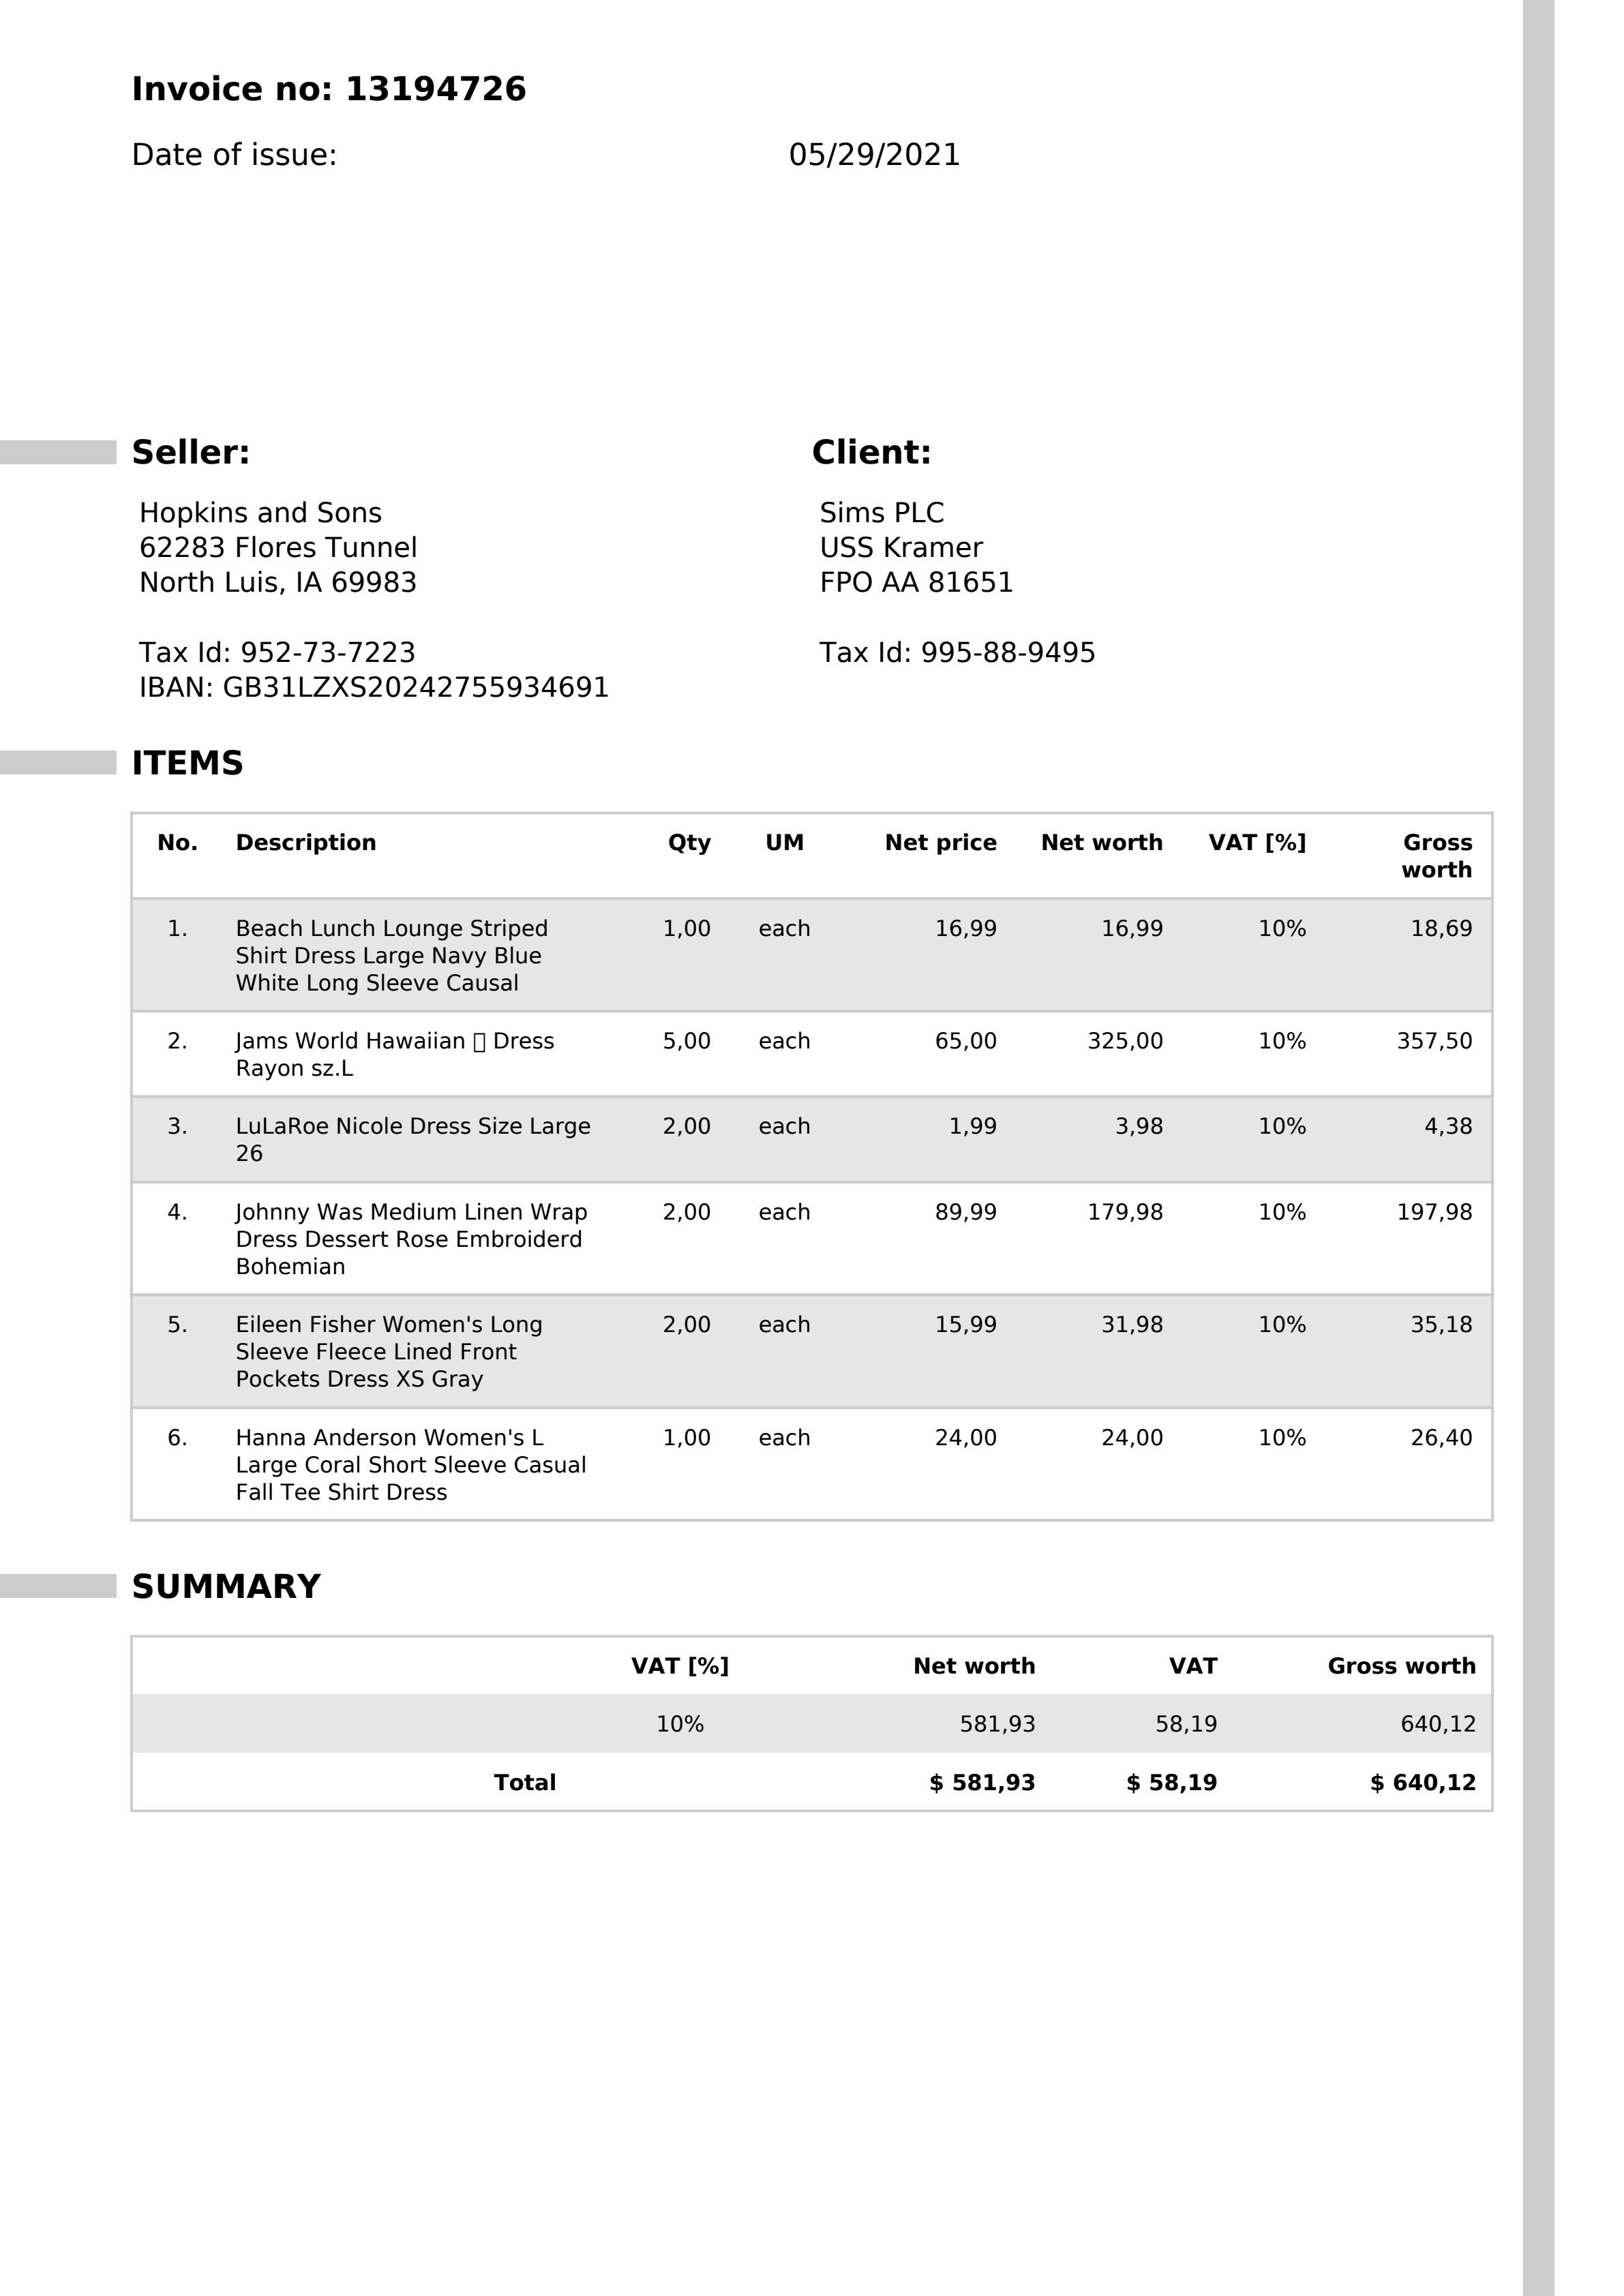 Invoice no: 13194726
Date of issue: 05/29/2021
Seller: Client:
Hopkins and Sons Sims PLC
62283 Flores Tunnel USS Kramer
North Luis, IA 69983 FPO AA 81651
Tax Id: 952-73-7223 Tax Id: 995-88-9495
IBAN: GB31LZXS20242755934691
ITEMS
No. Description Qty UM Net price Net worth VAT [%] Gross
worth
1. Beach Lunch Lounge Striped 1,00 each 16,99 16,99 10% 18,69
Shirt Dress Large Navy Blue
White Long Sleeve Causal
2. Jams World Hawaiian ▯ Dress 5,00 each 65,00 325,00 10% 357,50
Rayon sz.L
3. LuLaRoe Nicole Dress Size Large 2,00 each 1,99 3,98 10% 4,38
26
4. Johnny Was Medium Linen Wrap 2,00 each 89,99 179,98 10% 197,98
Dress Dessert Rose Embroiderd
Bohemian
5. Eileen Fisher Women's Long 2,00 each 15,99 31,98 10% 35,18
Sleeve Fleece Lined Front
Pockets Dress XS Gray
6. Hanna Anderson Women's L 1,00 each 24,00 24,00 10% 26,40
Large Coral Short Sleeve Casual
Fall Tee Shirt Dress
SUMMARY
VAT [%] Net worth VAT Gross worth
10% 581,93 58,19 640,12
Total $ 581,93 $ 58,19 $ 640,12